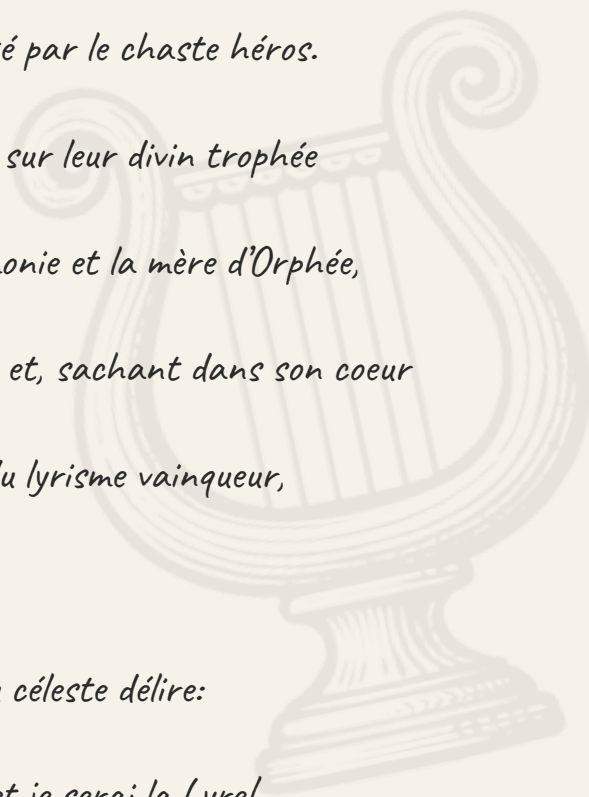 par le chaste héros.
sur leur divin trophée
et la mère d’Orphée,
et, sachant dans son coeur
lyrisme vainqueur,
céleste délire: